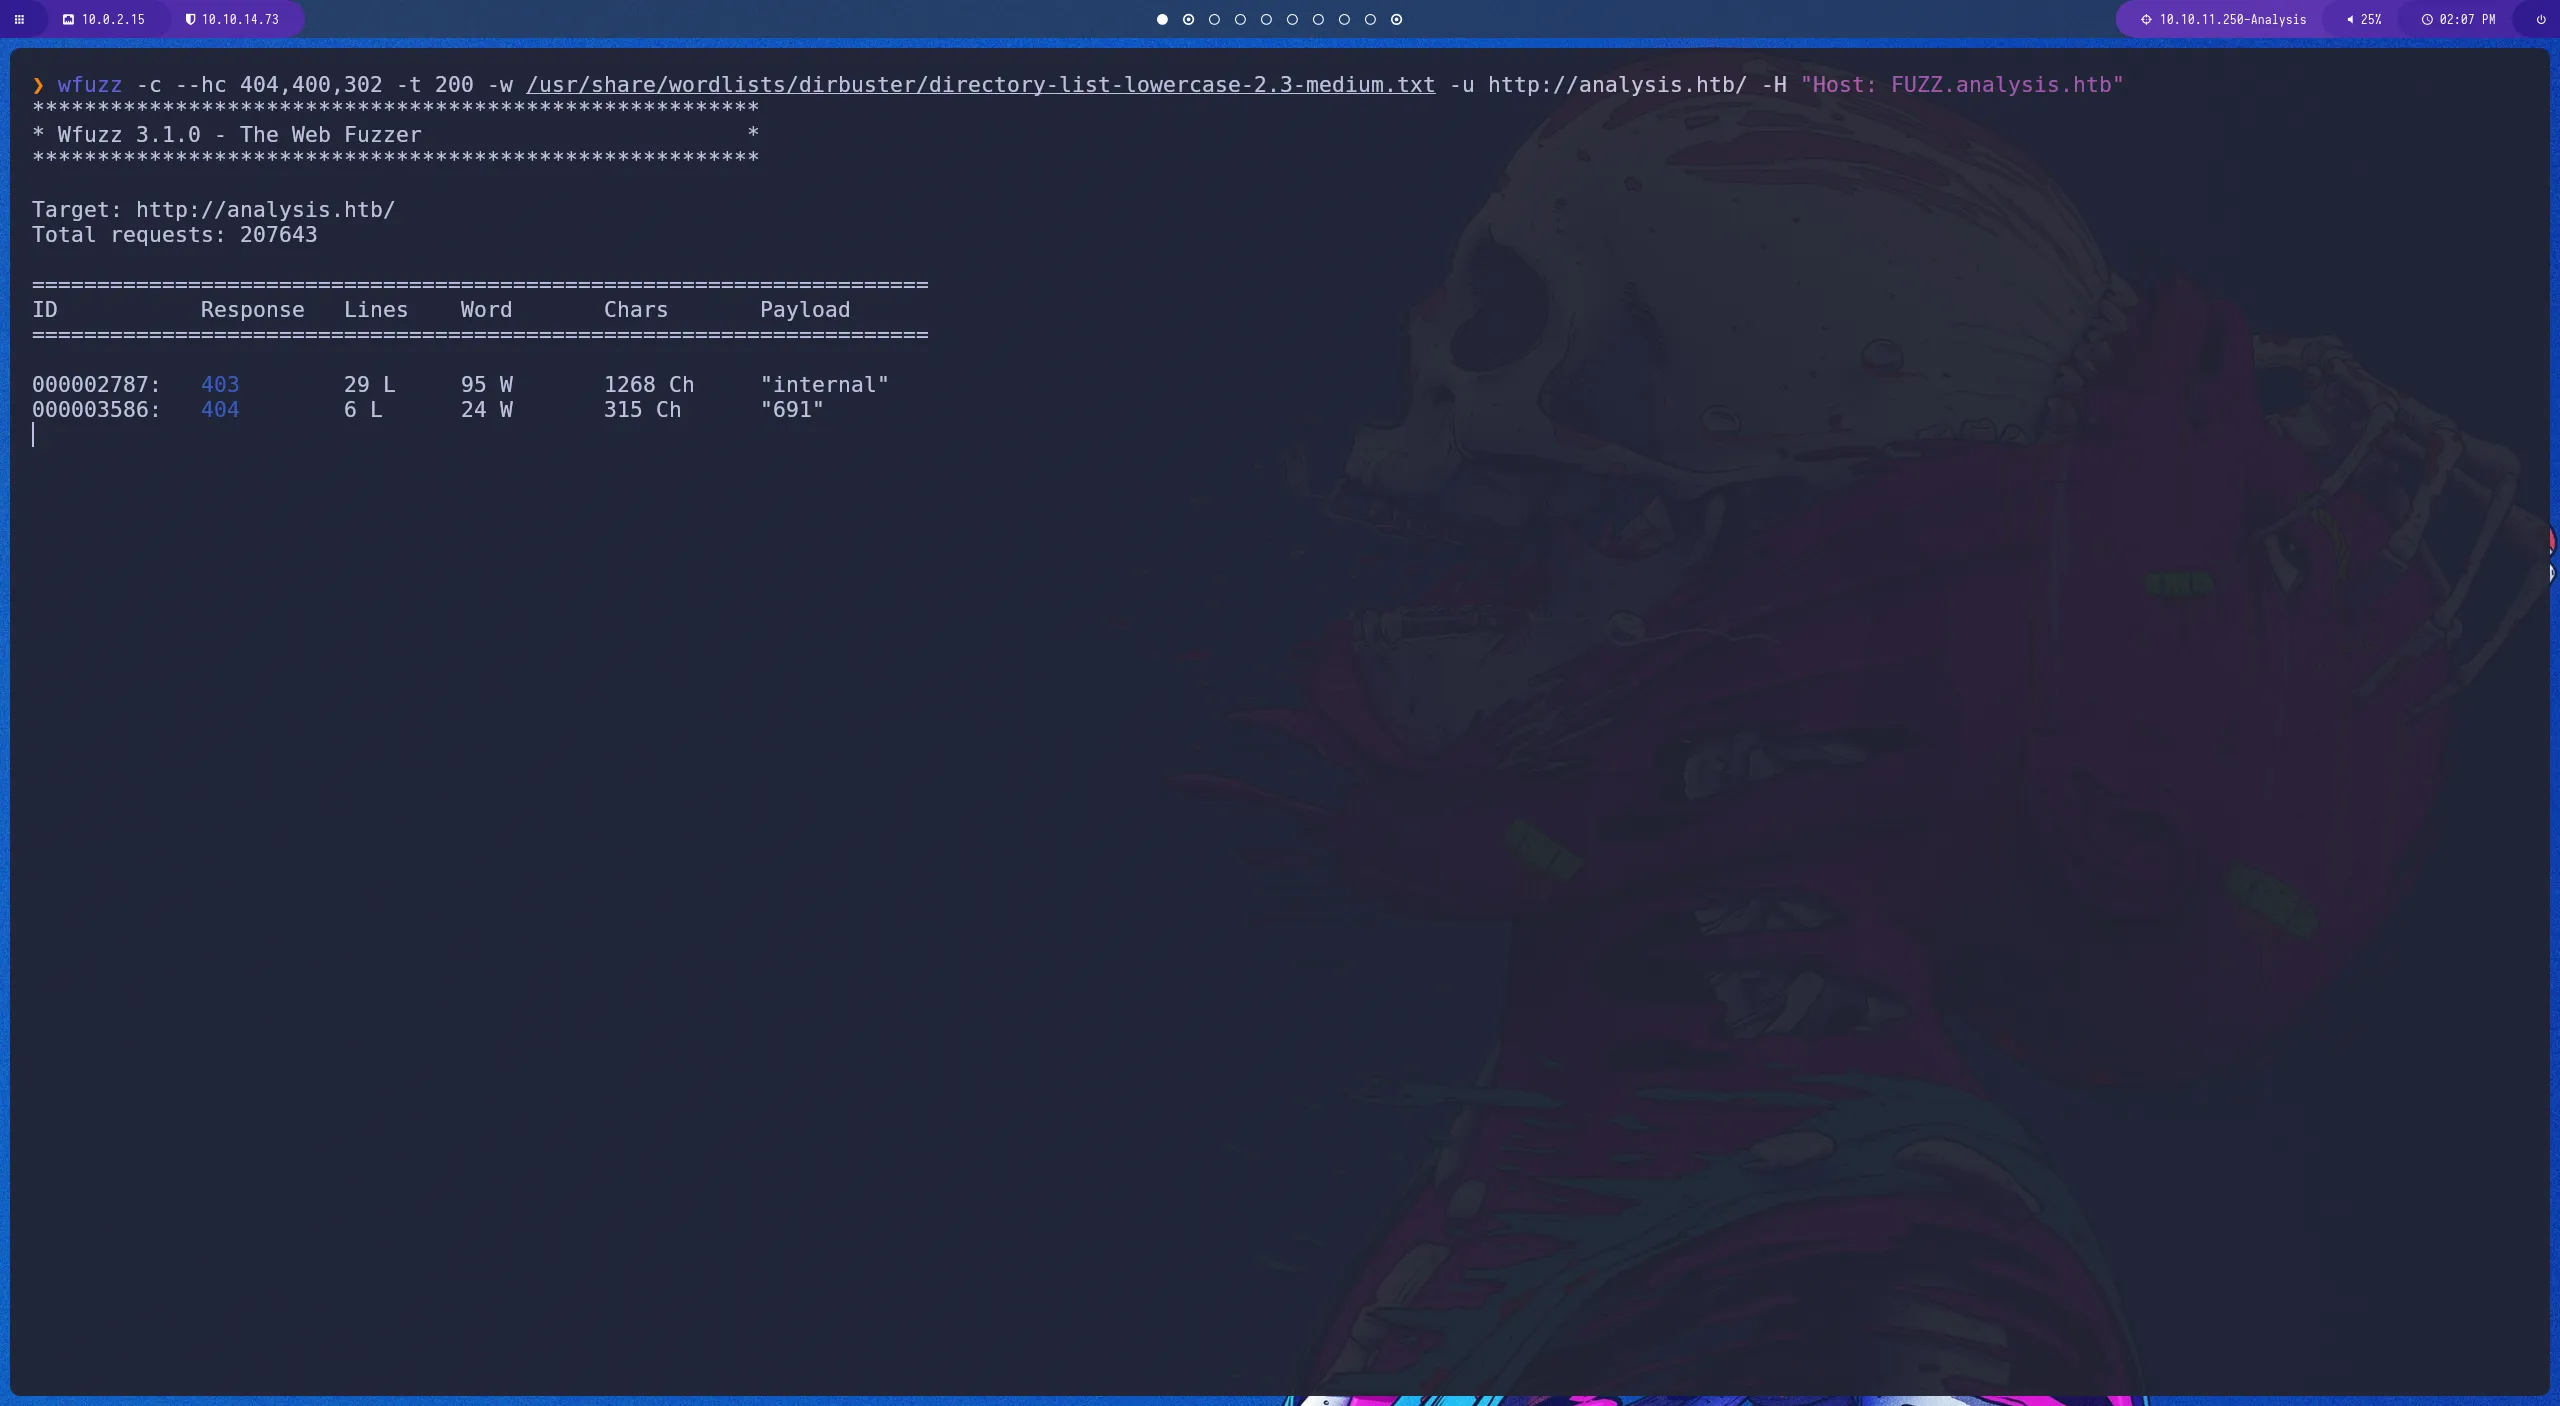 10.0.2.15 10.10.14.73 10.10.11.250-Analysis 25% 02:07 PM
❯ wfuzz -c --hc 404,400,302 -t 200 -w /usr/share/wordlists/dirbuster/directory-list-lowercase-2.3-medium.txt -u http://analysis.htb/ -H "Host: FUZZ.analysis.htb"
********************************************************
* Wfuzz 3.1.0 - The Web Fuzzer                         *
********************************************************
Target: http://analysis.htb/
Total requests: 207643
=====================================================================
ID           Response   Lines    Word       Chars       Payload
=====================================================================
000002787:   403        29 L     95 W       1268 Ch     "internal"
000003586:   404        6 L      24 W       315 Ch      "691"